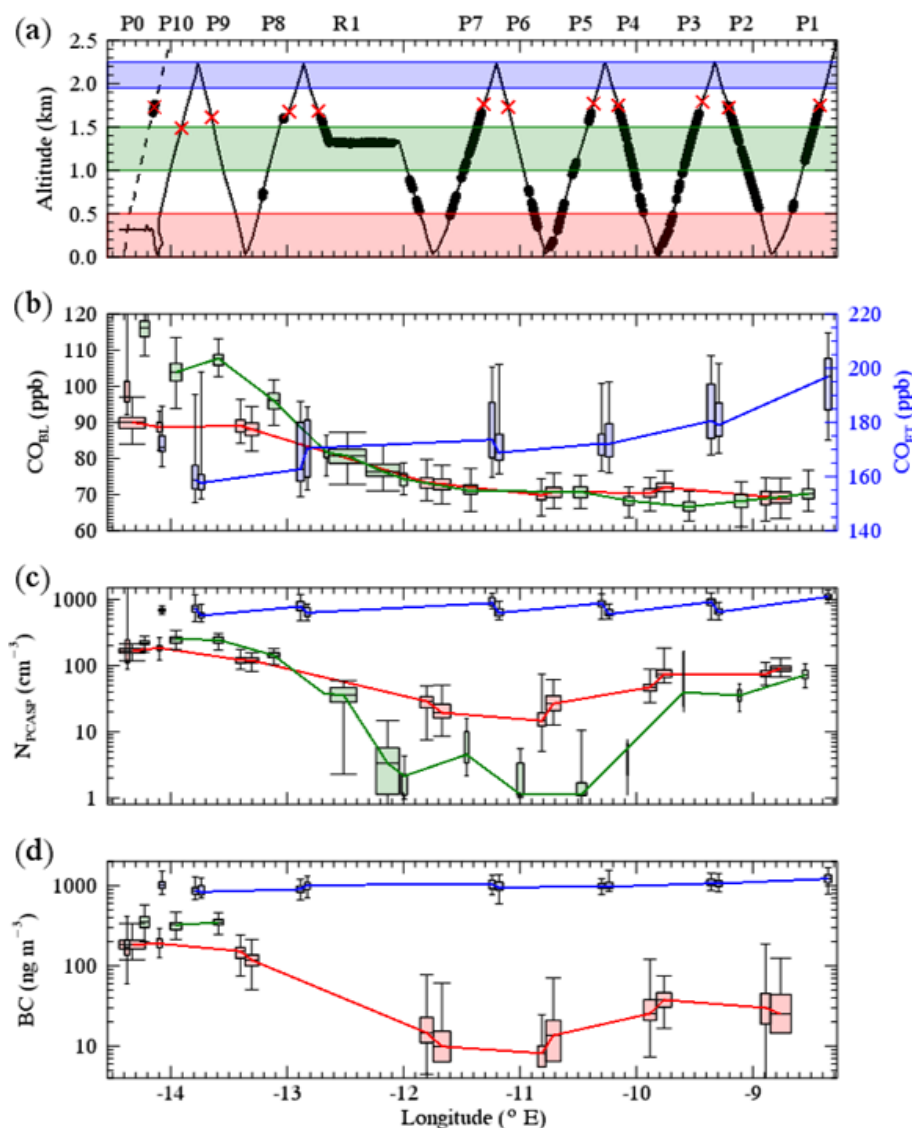 P0 P10 P9 P8 R1 P7 P6 P5 P4 P3 P2 P1
(a)
2.5
2.0
1.5
1.0
0.5
0.0
Altitude (km)
(b)
120
110
100
90
80
70
60
CO_BL (ppb)
220
200
180
160
140
CO_FT (ppb)
(c)
1000
100
10
1
N_PCASP (cm⁻³)
(d)
1000
100
10
BC (ng m⁻³)
-14 -13 -12 -11 -10 -9
Longitude (° E)